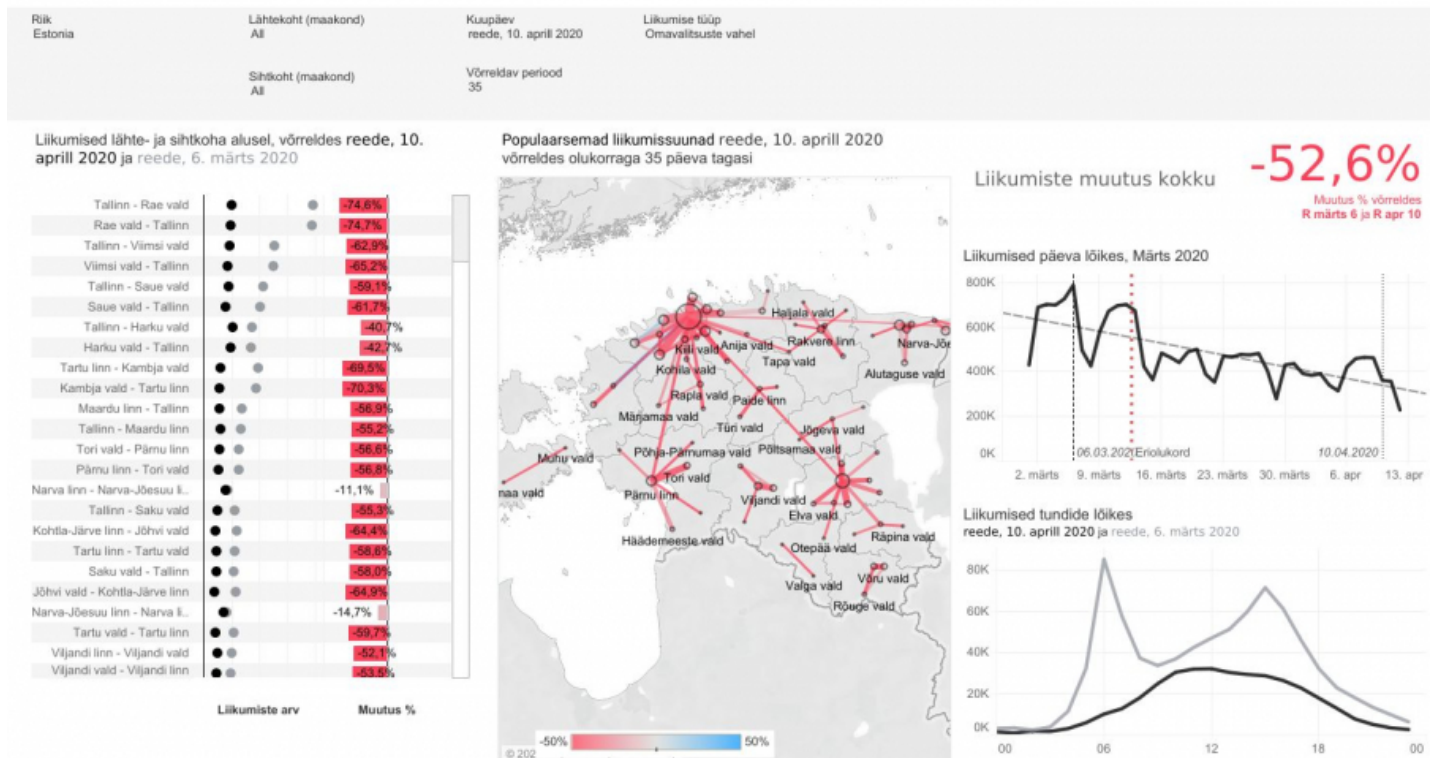 Riik
Estonia
Lähtekoht (maakond)
All
Kuupäev
reede, 10. aprill 2020
Liikumise tüüp
Omavalitsuste vahel
Sihtkoht (maakond)
All
Võrreldav periood
35
Liikumised lähte- ja sihtkoha alusel, võrreldes reede, 10.
aprill 2020 ja reede, 6. märts 2020
Tallinn - Rae vald -74,6%
Rae vald - Tallinn -74,7%
Tallinn - Viimsi vald -62,9%
Viimsi vald - Tallinn -65,2%
Tallinn - Saue vald -59,1%
Saue vald - Tallinn -61,7%
Tallinn - Harku vald -40,7%
Harku vald - Tallinn -42,7%
Tartu linn - Kambja vald -69,5%
Kambja vald - Tartu linn -70,3%
Maardu linn - Tallinn -56,9%
Tallinn - Maardu linn -55,2%
Tori vald - Pärnu linn -56,6%
Pärnu linn - Tori vald -56,8%
Narva linn - Narva-Jõesuu li.. -11,1%
Tallinn - Saku vald -55,3%
Kohtla-Järve linn - Jõhvi vald -64,4%
Tartu linn - Tartu vald -58,6%
Saku vald - Tallinn -58,0%
Jõhvi vald - Kohtla-Järve linn -64,9%
Narva-Jõesuu linn - Narva li.. -14,7%
Tartu vald - Tartu linn -59,7%
Viljandi linn - Viljandi vald -52,1%
Viljandi vald - Viljandi linn -53,5%
Liikumiste arv
Muutus %
Populaarsemad liikumissuunad reede, 10. aprill 2020
võrreldes olukorraga 35 päeva tagasi
Haljala vald
Kiili vald
Anija vald
Rakvere linn
Narva-Jõe
Kohila vald
Tapa vald
Alutaguse vald
Rapla vald
Paide linn
Märjamaa vald
Türi vald
Jõgeva vald
Muhu vald
Põhja-Pärnumaa vald
Põltsamaa vald
maa vald
Tori vald
Pärnu linn
Viljandi vald
Elva vald
Häädemeeste vald
Otepää vald
Räpina vald
Valga vald
Võru vald
Rõuge vald
-50%
50%
© 202
Liikumiste muutus kokku
-52,6%
Muutus % võrreldes
R märts 6 ja R apr 10
Liikumised päeva lõikes, Märts 2020
800K
600K
400K
200K
0K
06.03.202
Eriolukord
10.04.2020
2. märts
9. märts
16. märts
23. märts
30. märts
6. apr
13. apr
Liikumised tundide lõikes
reede, 10. aprill 2020 ja reede, 6. märts 2020
80K
60K
40K
20K
0K
00
06
12
18
00